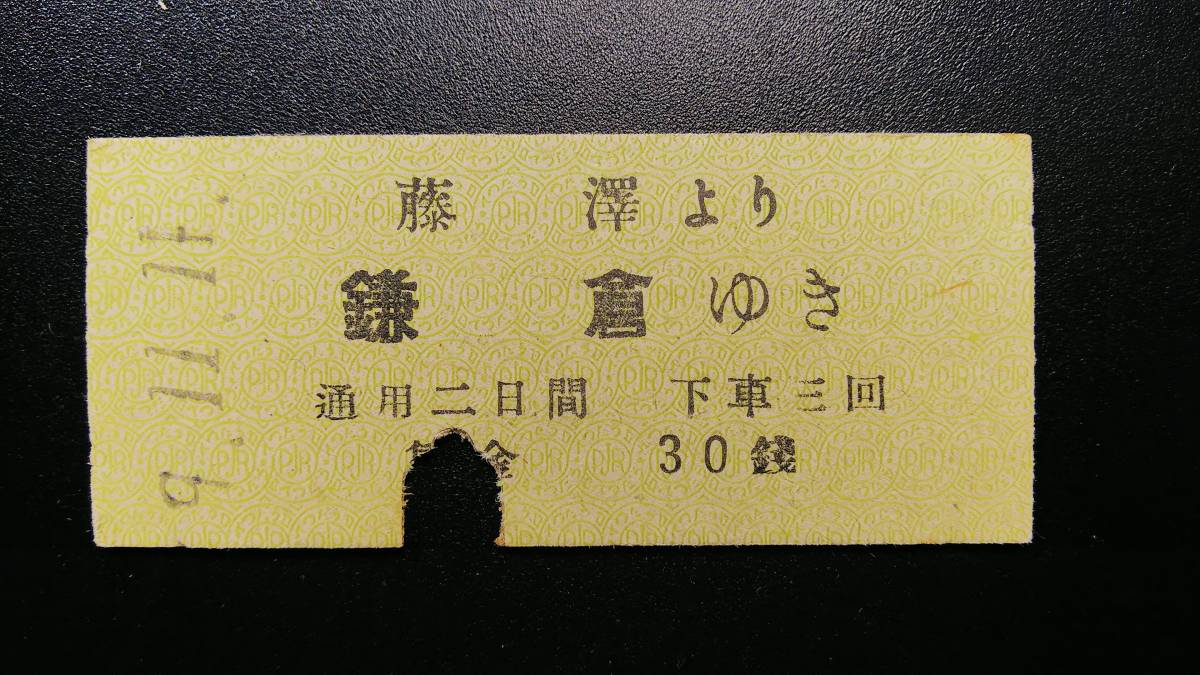 藤澤より
鎌倉ゆき
通用二日間 下車三回
金 30錢
9.11.1